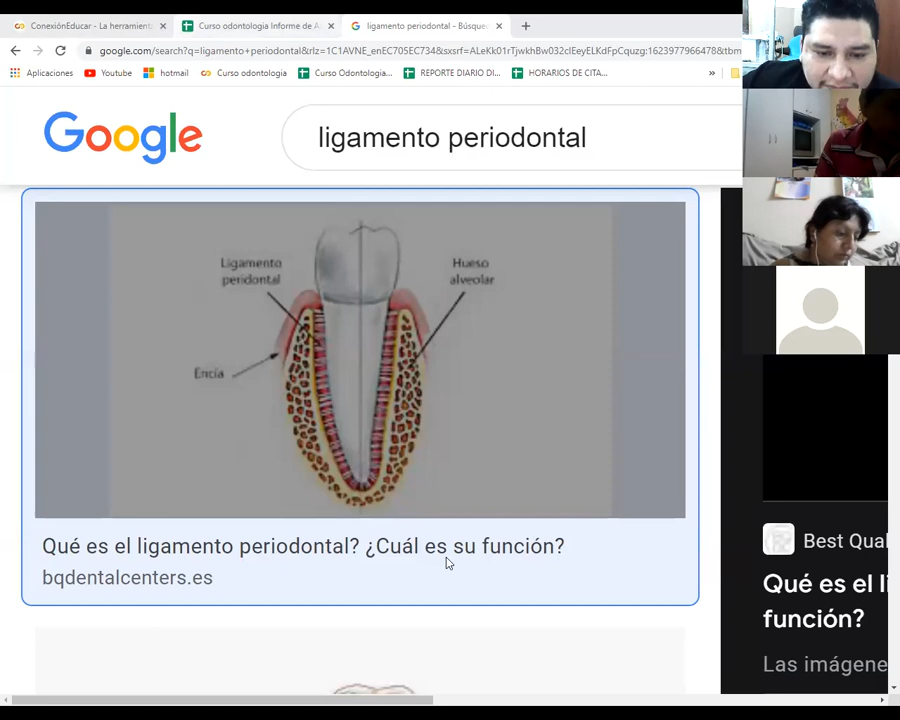 ConexiónEducar - La herramient
Curso odontologia Informe de A
ligamento periodontal - Búsque
google.com/search?q=ligamento+periodontal&rlz=1C1AVNE_enEC705EC734&sxsrf=ALeKk01rTjwkhBw032clEeyELKdFpCquzg:1623977966478&tbm
Aplicaciones
Youtube
hotmail
Curso odontologia
Curso Odontologia...
REPORTE DIARIO DI...
HORARIOS DE CITA...
»
Google
ligamento periodontal
Ligamento
peridontal
Hueso
alveolar
Encía
Qué es el ligamento periodontal? ¿Cuál es su función?
bqdentalcenters.es
Best Qual
Qué es el li
función?
Las imágene